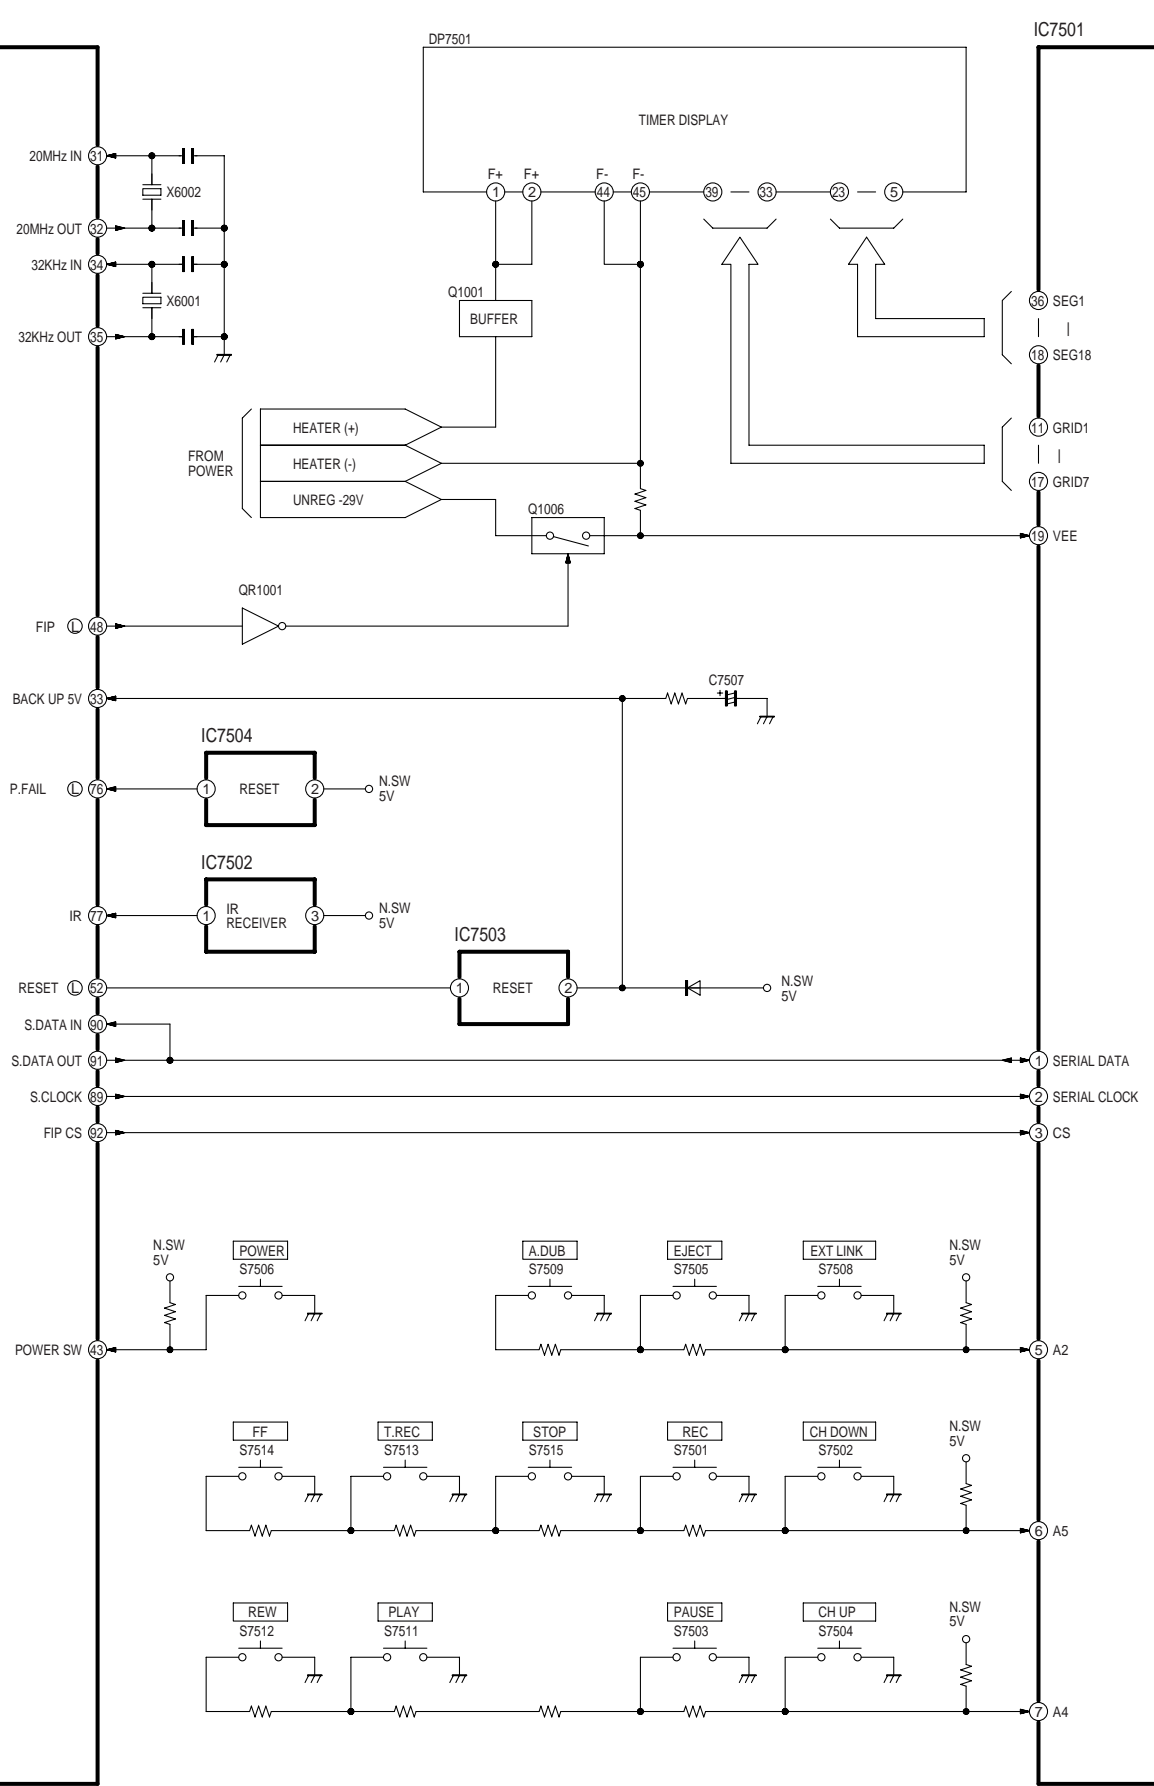 IC7501
DP7501
TIMER DISPLAY
F+ F+ F- F-
1 2 44 45 39 33 23 5
20MHz IN 31
X6002
20MHz OUT 32
32KHz IN 34
X6001
32KHz OUT 35
Q1001
BUFFER
36 SEG1
18 SEG18
11 GRID1
17 GRID7
FROM
POWER
HEATER (+)
HEATER (-)
UNREG -29V
Q1006
19 VEE
QR1001
FIP L 48
BACK UP 5V 33
C7507
+
IC7504
P.FAIL L 76
1 RESET 2
N.SW
5V
IC7502
IR 77
1 IR
RECEIVER 3
N.SW
5V
IC7503
RESET L 52
1 RESET 2
N.SW
5V
S.DATA IN 90
S.DATA OUT 91
1 SERIAL DATA
S.CLOCK 89
2 SERIAL CLOCK
FIP CS 92
3 CS
N.SW
5V
POWER
S7506
A.DUB
S7509
EJECT
S7505
EXT LINK
S7508
N.SW
5V
POWER SW 43
5 A2
FF
S7514
T.REC
S7513
STOP
S7515
REC
S7501
CH DOWN
S7502
N.SW
5V
6 A5
REW
S7512
PLAY
S7511
PAUSE
S7503
CH UP
S7504
N.SW
5V
7 A4